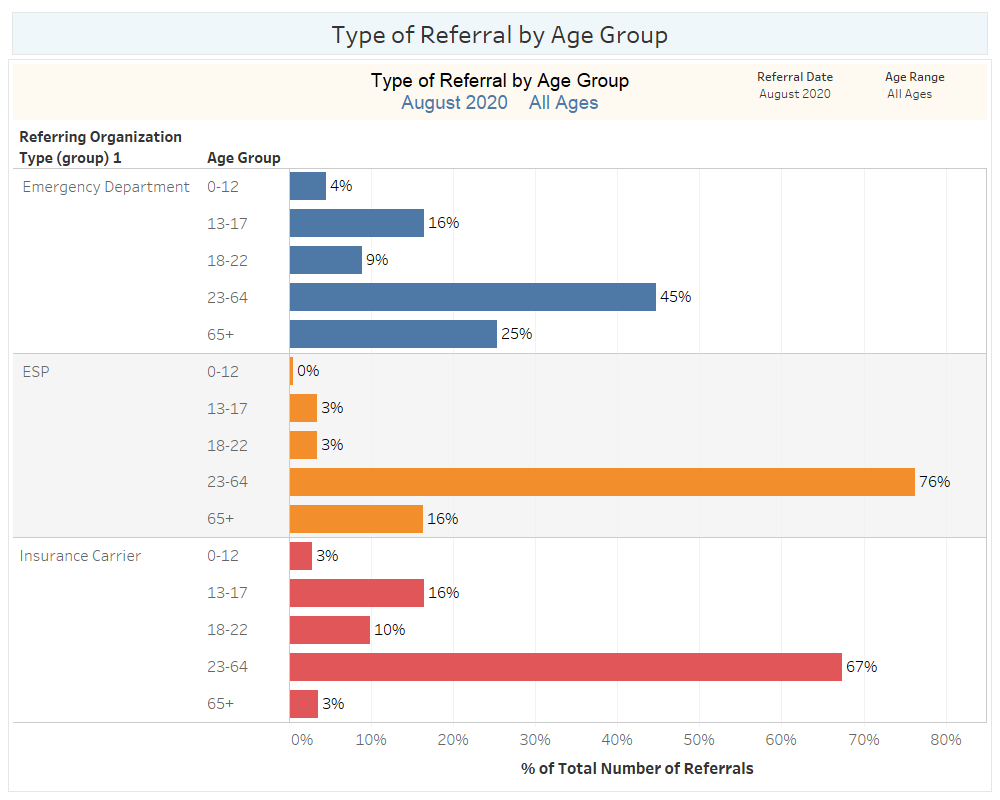 Type of Referral by Age Group
Type of Referral by Age Group
August 2020 All Ages
Referral Date
August 2020
Age Range
All Ages
Referring Organization
Type (group) 1
Age Group
Emergency Department
0-12 4%
13-17 16%
18-22 9%
23-64 45%
65+ 25%
ESP
0-12 0%
13-17 3%
18-22 3%
23-64 76%
65+ 16%
Insurance Carrier
0-12 3%
13-17 16%
18-22 10%
23-64 67%
65+ 3%
0% 10% 20% 30% 40% 50% 60% 70% 80%
% of Total Number of Referrals